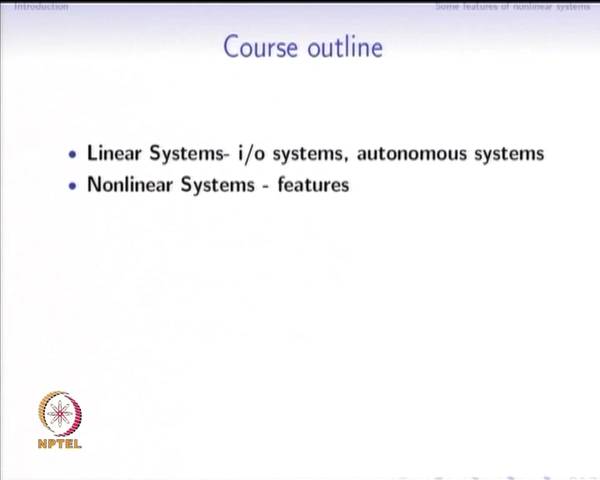 Introduction
Some features of nonlinear systems
Course outline
• Linear Systems- i/o systems, autonomous systems
• Nonlinear Systems - features
NPTEL